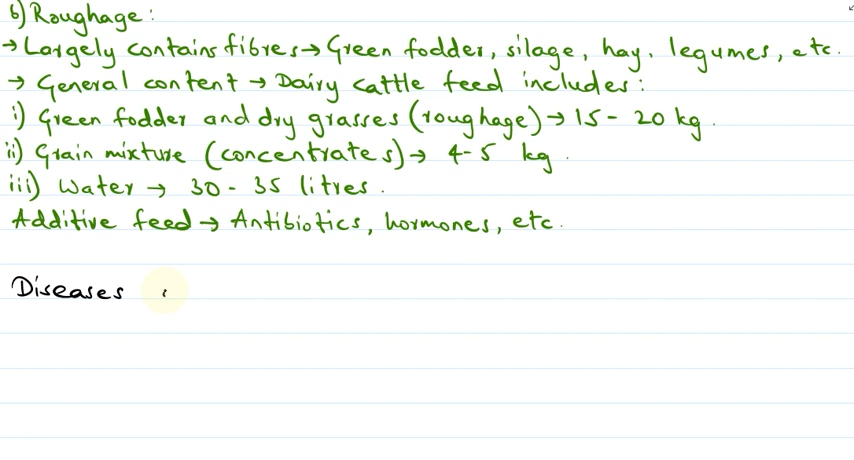 b) Roughage :
→ Largely contains fibres → Green fodder, silage, hay, legumes, etc.
→ General content → Dairy cattle feed includes :
i) Green fodder and dry grasses (roughage) → 15 - 20 kg.
ii) Grain mixture (concentrates) → 4-5 kg.
iii) Water → 30 - 35 litres.
Additive feed → Antibiotics, hormones, etc.
Diseases